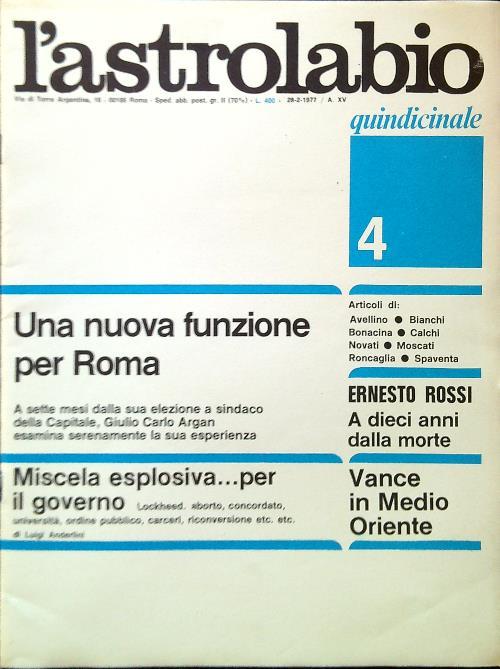 l'astrolabio
Via di Torre Argentina, 18 - 00186 Roma - Sped. abb. post. gr. II (70%) - L. 400 - 28-2-1977 / A. XV
quindicinale
4
Una nuova funzione
per Roma
A sette mesi dalla sua elezione a sindaco
della Capitale, Giulio Carlo Argan
esamina serenamente la sua esperienza
Miscela esplosiva...per
il governo Lockheed, aborto, concordato,
università, ordine pubblico, carceri, riconversione etc. etc.
di Luigi Anderlini
Articoli di:
Avellino ● Bianchi
Bonacina ● Calchi
Novati ● Moscati
Roncaglia ● Spaventa
ERNESTO ROSSI
A dieci anni
dalla morte
Vance
in Medio
Oriente